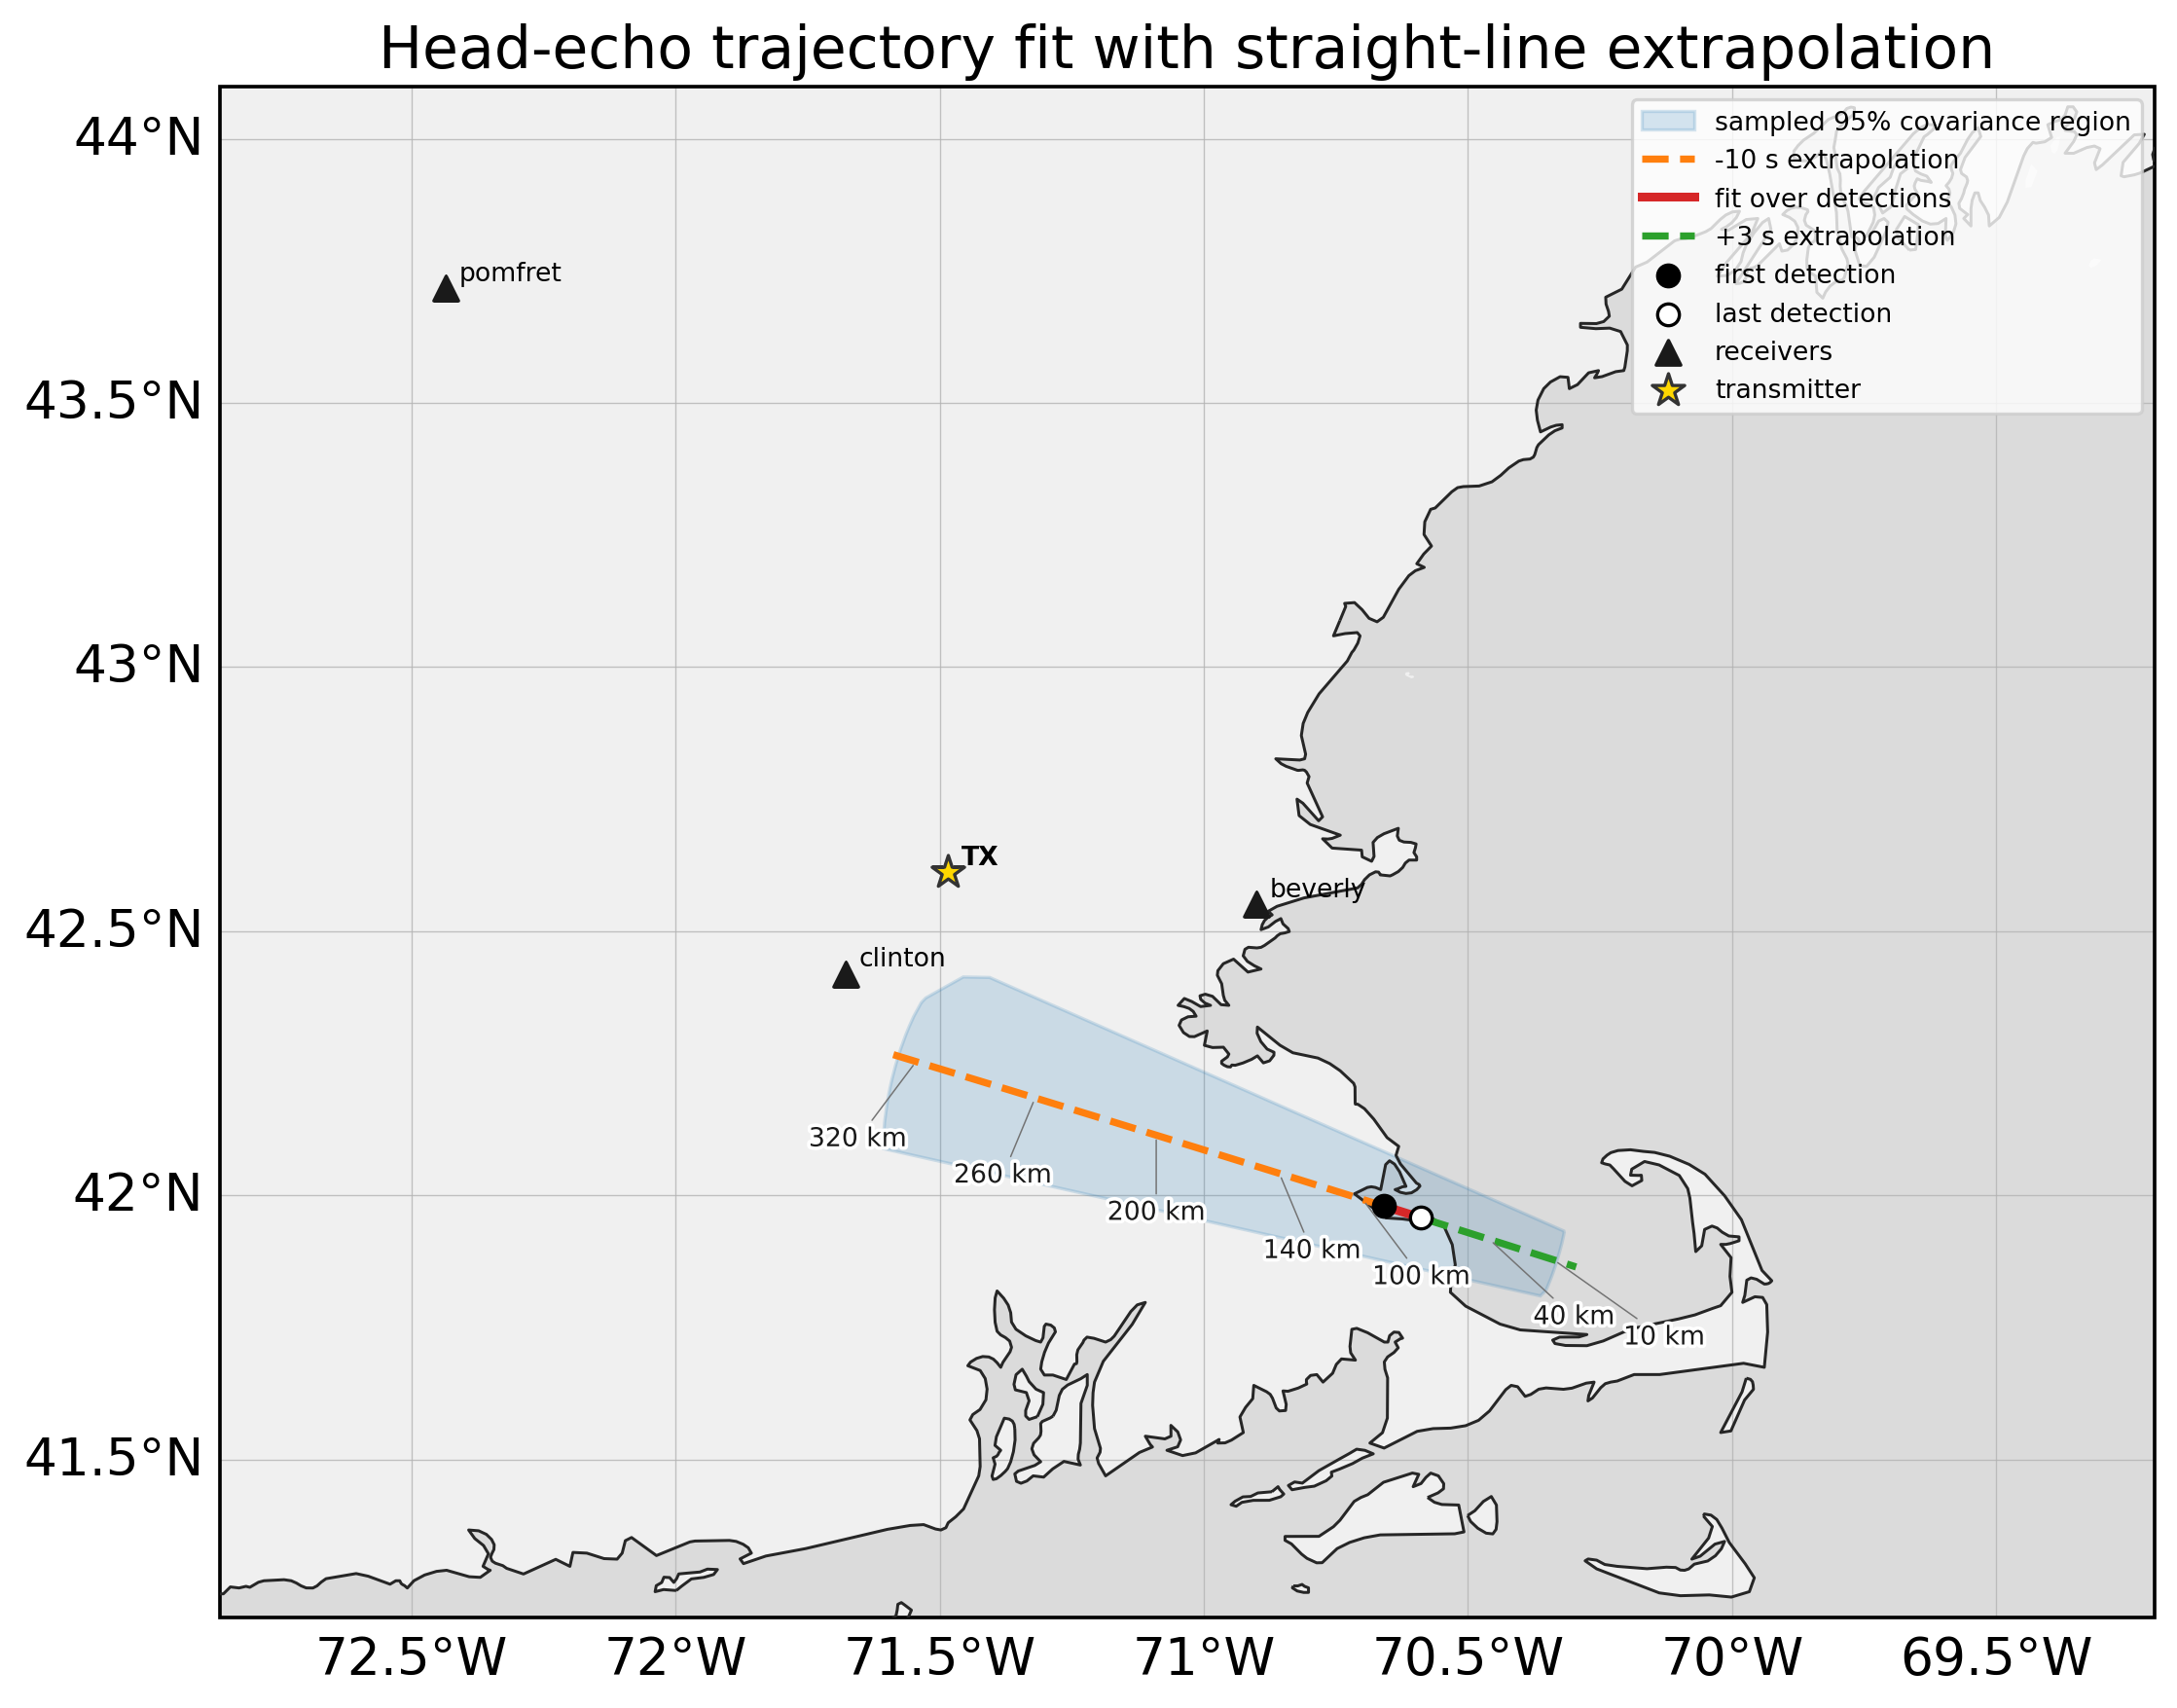 Head-echo trajectory fit with straight-line extrapolation
44°N
43.5°N
43°N
42.5°N
42°N
41.5°N
72.5°W
72°W
71.5°W
71°W
70.5°W
70°W
69.5°W
sampled 95% covariance region
-10 s extrapolation
fit over detections
+3 s extrapolation
first detection
last detection
receivers
transmitter
pomfret
TX
beverly
clinton
320 km
260 km
200 km
140 km
100 km
40 km
10 km